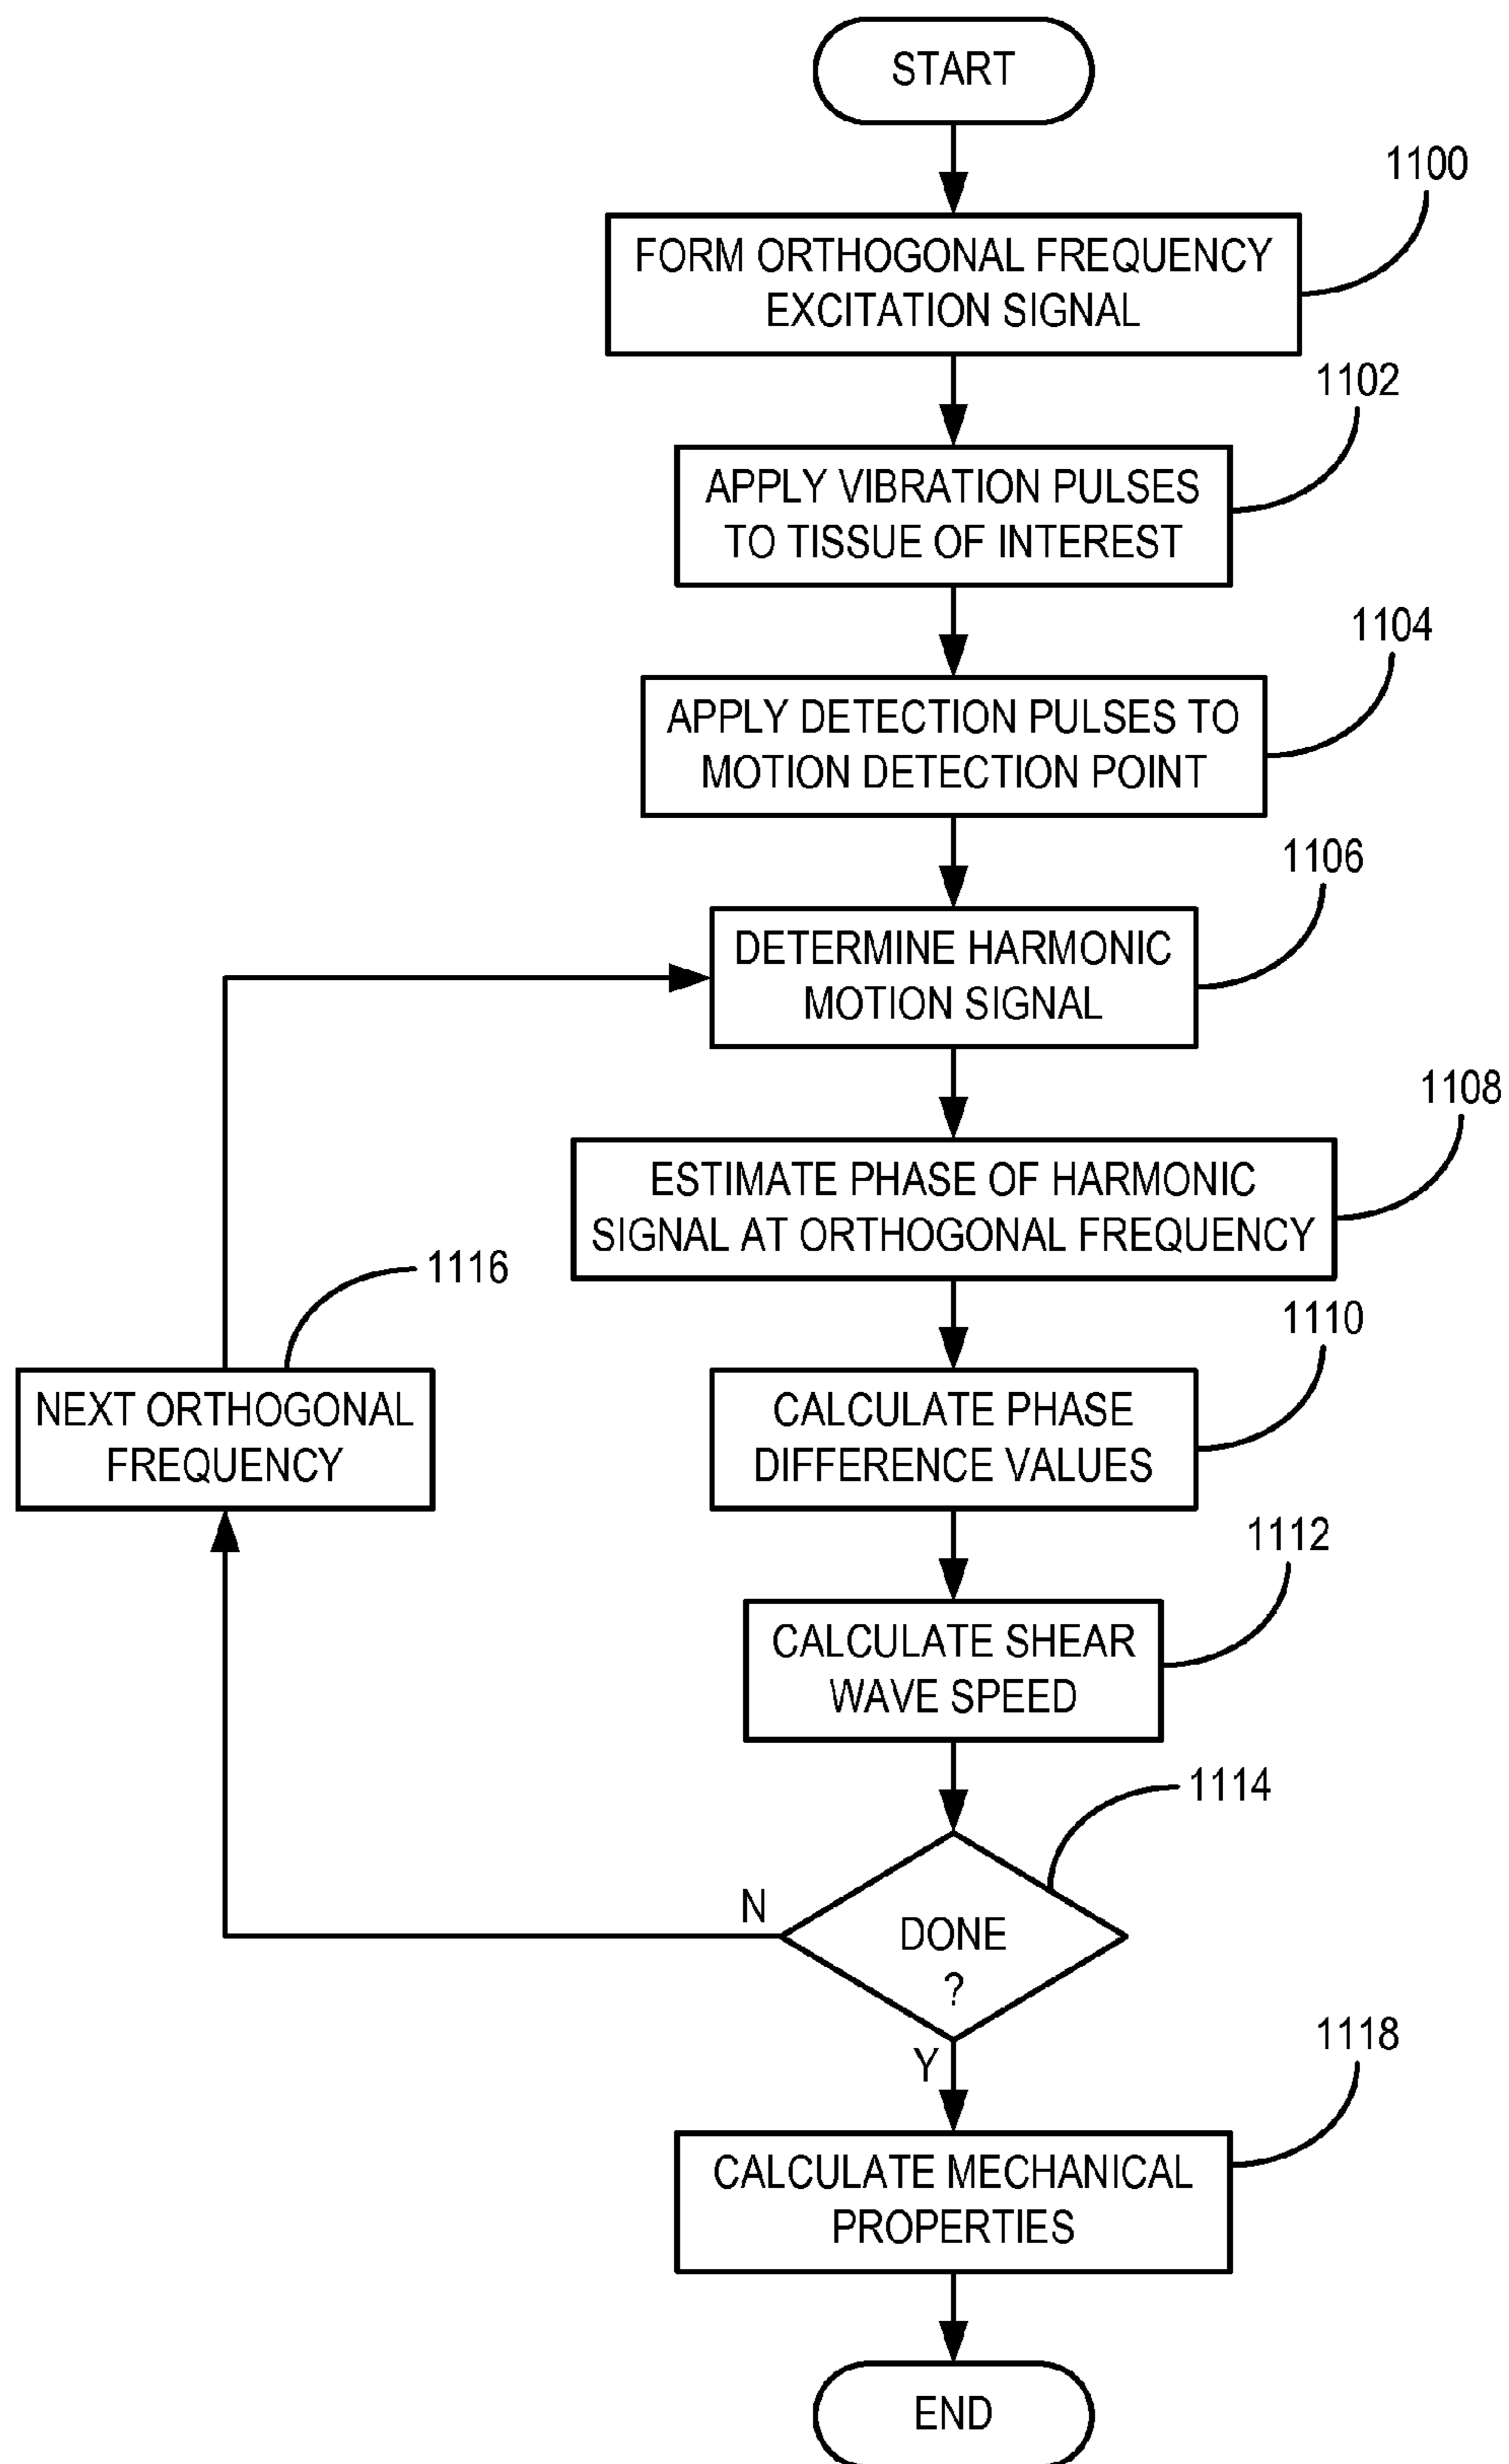 START
1100
FORM ORTHOGONAL FREQUENCY
EXCITATION SIGNAL
1102
APPLY VIBRATION PULSES
TO TISSUE OF INTEREST
1104
APPLY DETECTION PULSES TO
MOTION DETECTION POINT
1106
DETERMINE HARMONIC
MOTION SIGNAL
1108
ESTIMATE PHASE OF HARMONIC
SIGNAL AT ORTHOGONAL FREQUENCY
1116
NEXT ORTHOGONAL
FREQUENCY
1110
CALCULATE PHASE
DIFFERENCE VALUES
1112
CALCULATE SHEAR
WAVE SPEED
1114
N
DONE
?
Y
1118
CALCULATE MECHANICAL
PROPERTIES
END